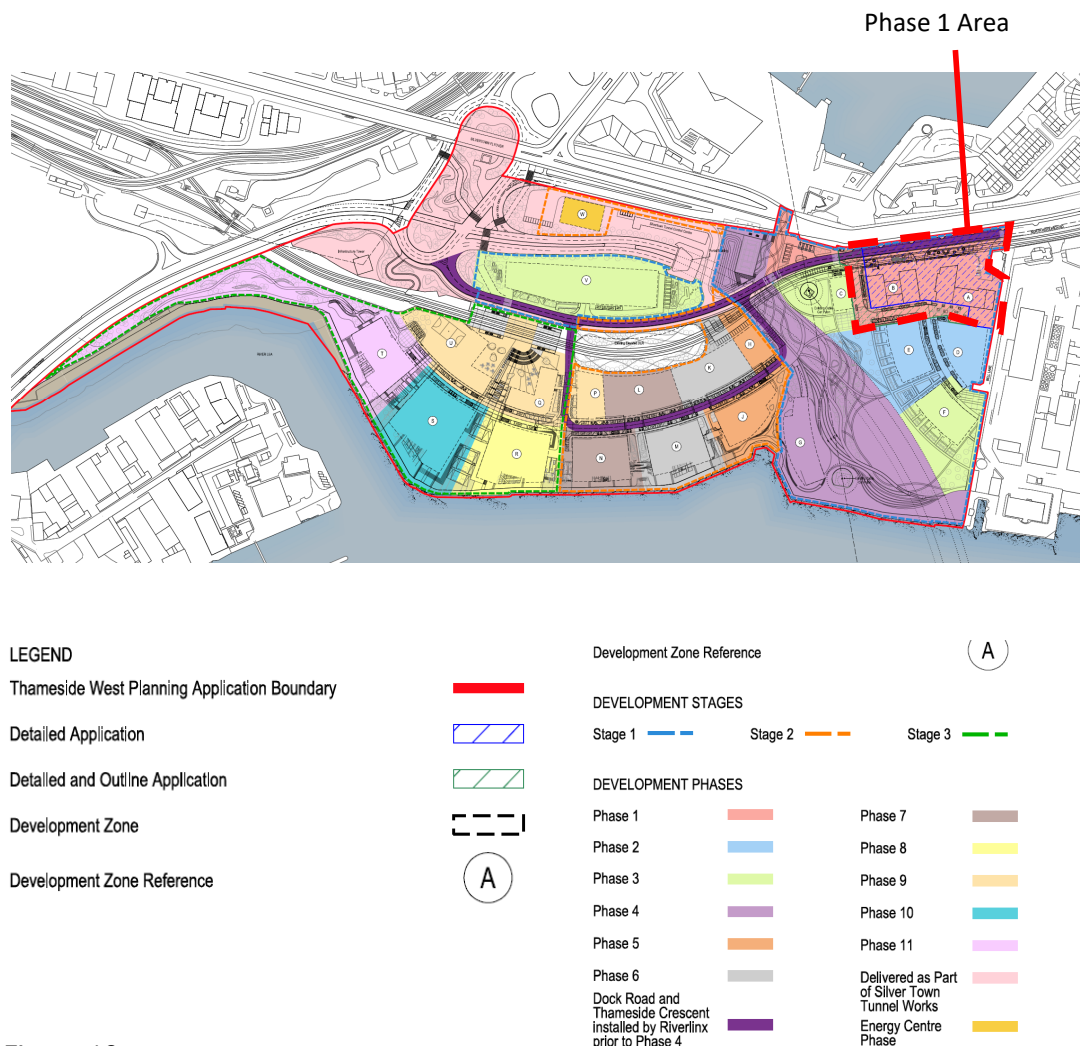 Phase 1 Area
W
V
B
A
C
E
D
F
H
K
L
P
J
M
N
G
U
Q
T
S
R
LEGEND
Thameside West Planning Application Boundary
Detailed Application
Detailed and Outline Application
Development Zone
Development Zone Reference
A
Development Zone Reference
A
DEVELOPMENT STAGES
Stage 1
Stage 2
Stage 3
DEVELOPMENT PHASES
Phase 1
Phase 2
Phase 3
Phase 4
Phase 5
Phase 6
Dock Road and
Thameside Crescent
installed by Riverlinx
prior to Phase 4
Phase 7
Phase 8
Phase 9
Phase 10
Phase 11
Delivered as Part
of Silver Town
Tunnel Works
Energy Centre
Phase